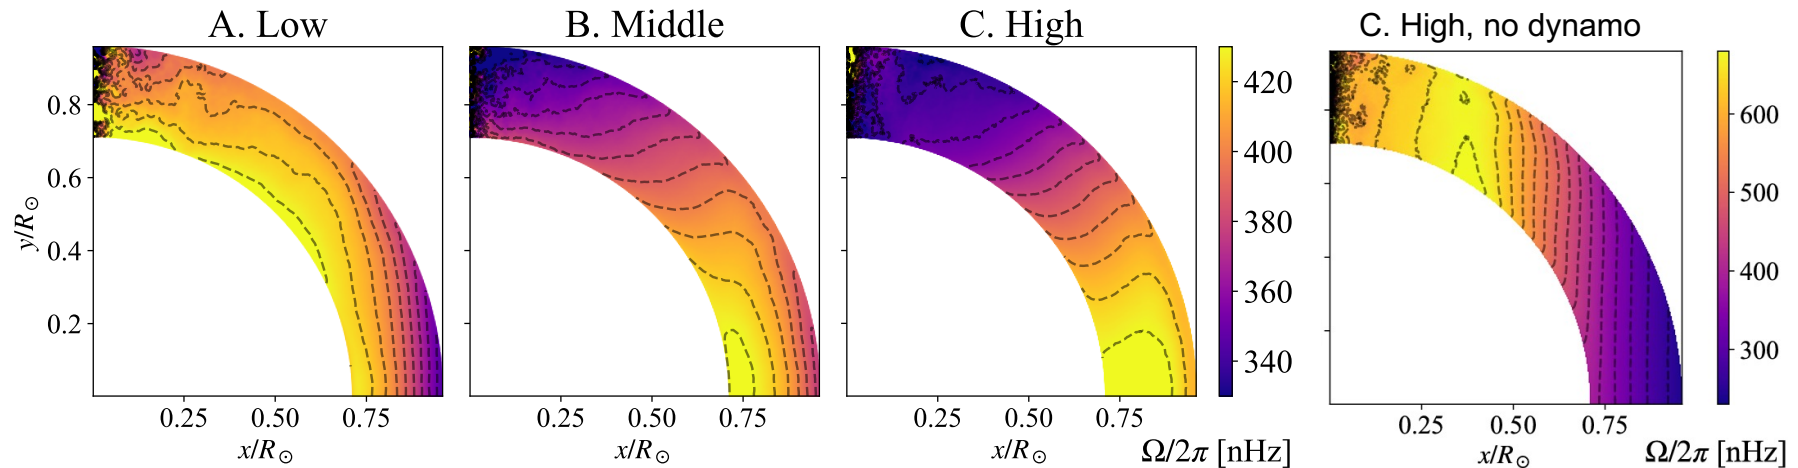 A. Low
B. Middle
C. High
C. High, no dynamo
y/R⊙
0.8
0.6
0.4
0.2
0.25 0.50 0.75
x/R⊙
0.25 0.50 0.75
x/R⊙
0.25 0.50 0.75
x/R⊙
420
400
380
360
340
Ω/2π [nHz]
0.25 0.50 0.75
x/R⊙
600
500
400
300
Ω/2π [nHz]